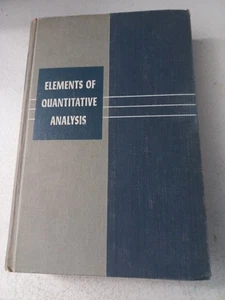 ELEMENTS OF
QUANTITATIVE
ANALYSIS